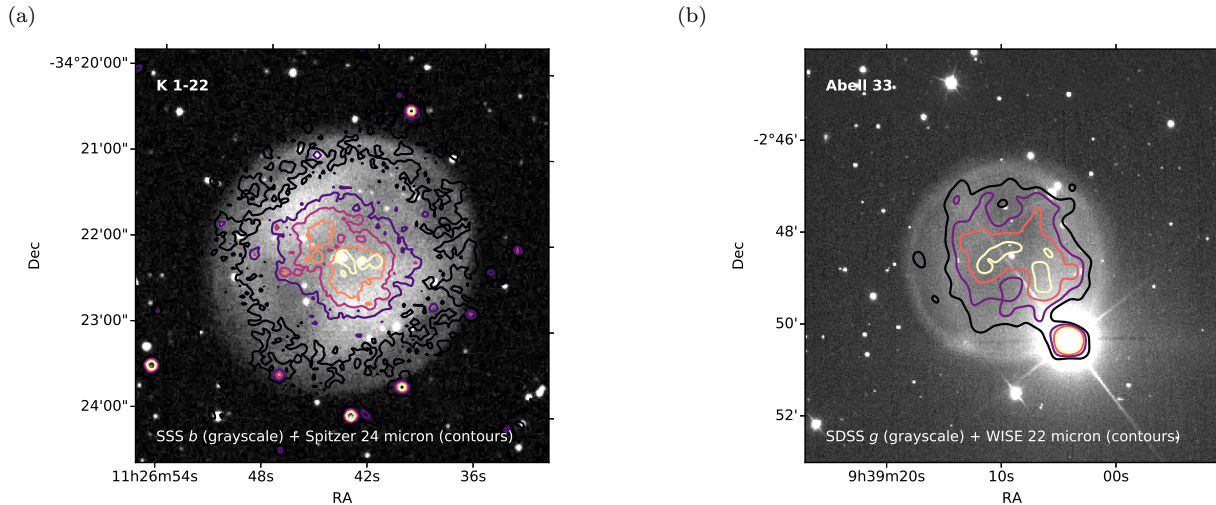 (a)
(b)
K 1-22
Abell 33
-34°20'00"
21'00"
22'00"
23'00"
24'00"
Dec
SSS b (grayscale) + Spitzer 24 micron (contours)
11h26m54s
48s
42s
36s
RA
-2°46'
48'
50'
52'
Dec
SDSS g (grayscale) + WISE 22 micron (contours)
9h39m20s
10s
00s
RA